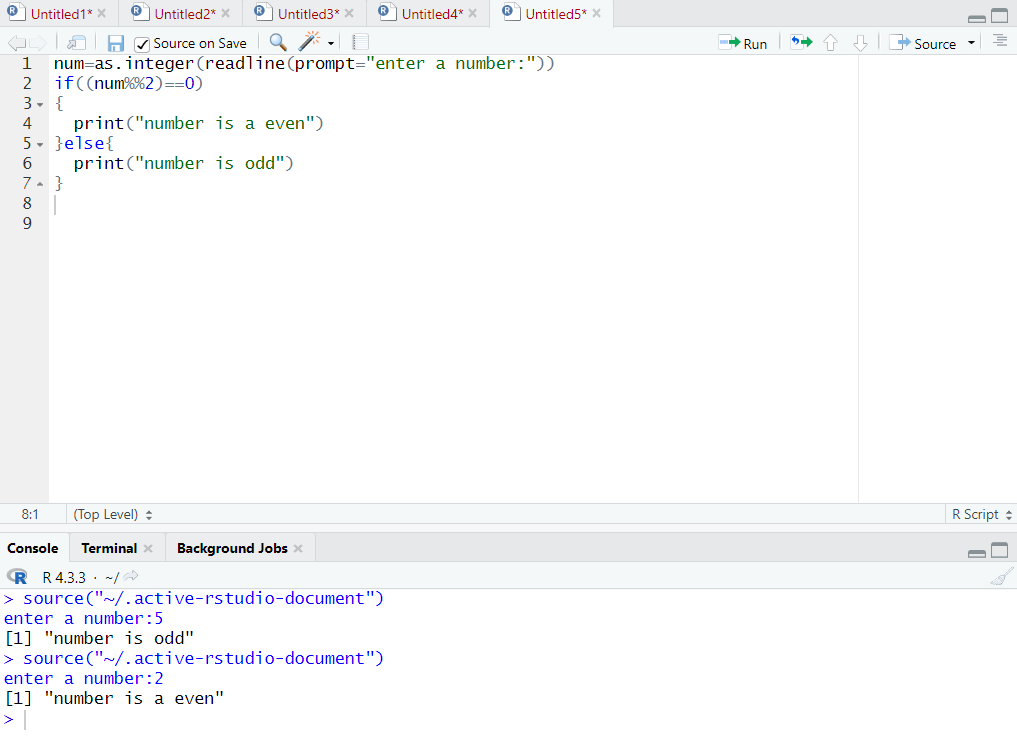 Untitled1* Untitled2* Untitled3* Untitled4* Untitled5*
Source on Save Run Source
1 num=as.integer(readline(prompt="enter a number:"))
2 if((num%%2)==0)
3 {
4   print("number is a even")
5 }else{
6   print("number is odd")
7 }
8
9
8:1 (Top Level) R Script
Console Terminal Background Jobs
R 4.3.3 · ~/
> source("~/.active-rstudio-document")
enter a number:5
[1] "number is odd"
> source("~/.active-rstudio-document")
enter a number:2
[1] "number is a even"
>